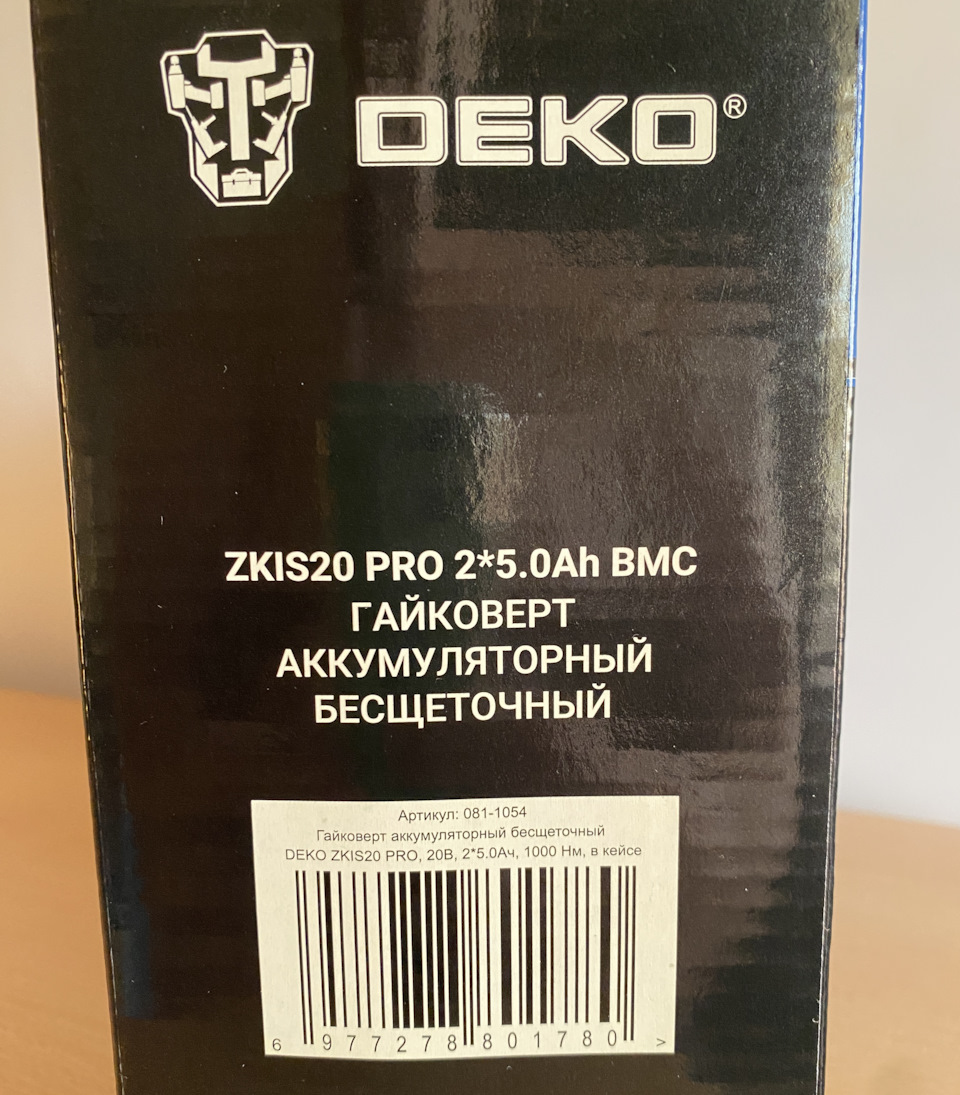 DEKO®
ZKIS20 PRO 2*5.0Ah BMC
ГАЙКОВЕРТ
АККУМУЛЯТОРНЫЙ
БЕСЩЕТОЧНЫЙ
Артикул: 081-1054
Гайковерт аккумуляторный бесщеточный
DEKO ZKIS20 PRO, 20В, 2*5.0Ач, 1000 Нм, в кейсе
6 977278 801780 >